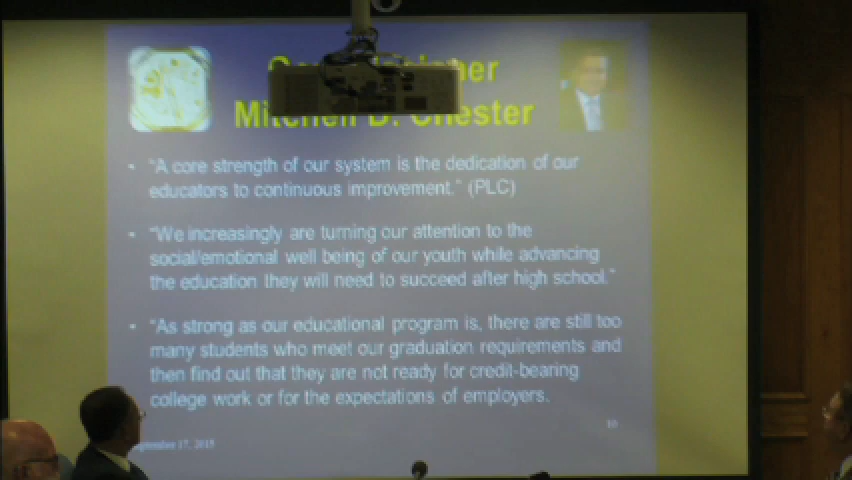 Mitchell D. Chester
• "A core strength of our system is the dedication of our
educators to continuous improvement." (PLC)
• "We increasingly are turning our attention to the
social/emotional well being of our youth while advancing
the education they will need to succeed after high school."
• "As strong as our educational program is, there are still too
many students who meet our graduation requirements and
then find out that they are not ready for credit-bearing
college work or for the expectations of employers.
10
September 17, 2015